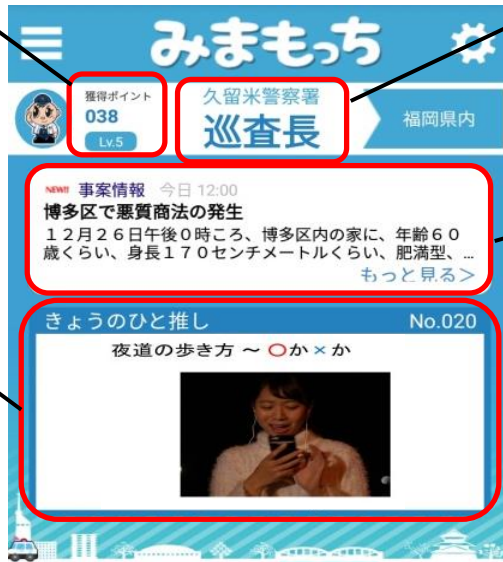 みまもっち
獲得ポイント
038
Lv.5
久留米警察署
巡査長
福岡県内
NEW!! 事案情報 今日 12:00
博多区で悪質商法の発生
12月26日午後0時ころ、博多区内の家に、年齢60
歳くらい、身長170センチメートルくらい、肥満型、...
もっと見る>
きょうのひと推し No.020
夜道の歩き方 ~ 〇か×か